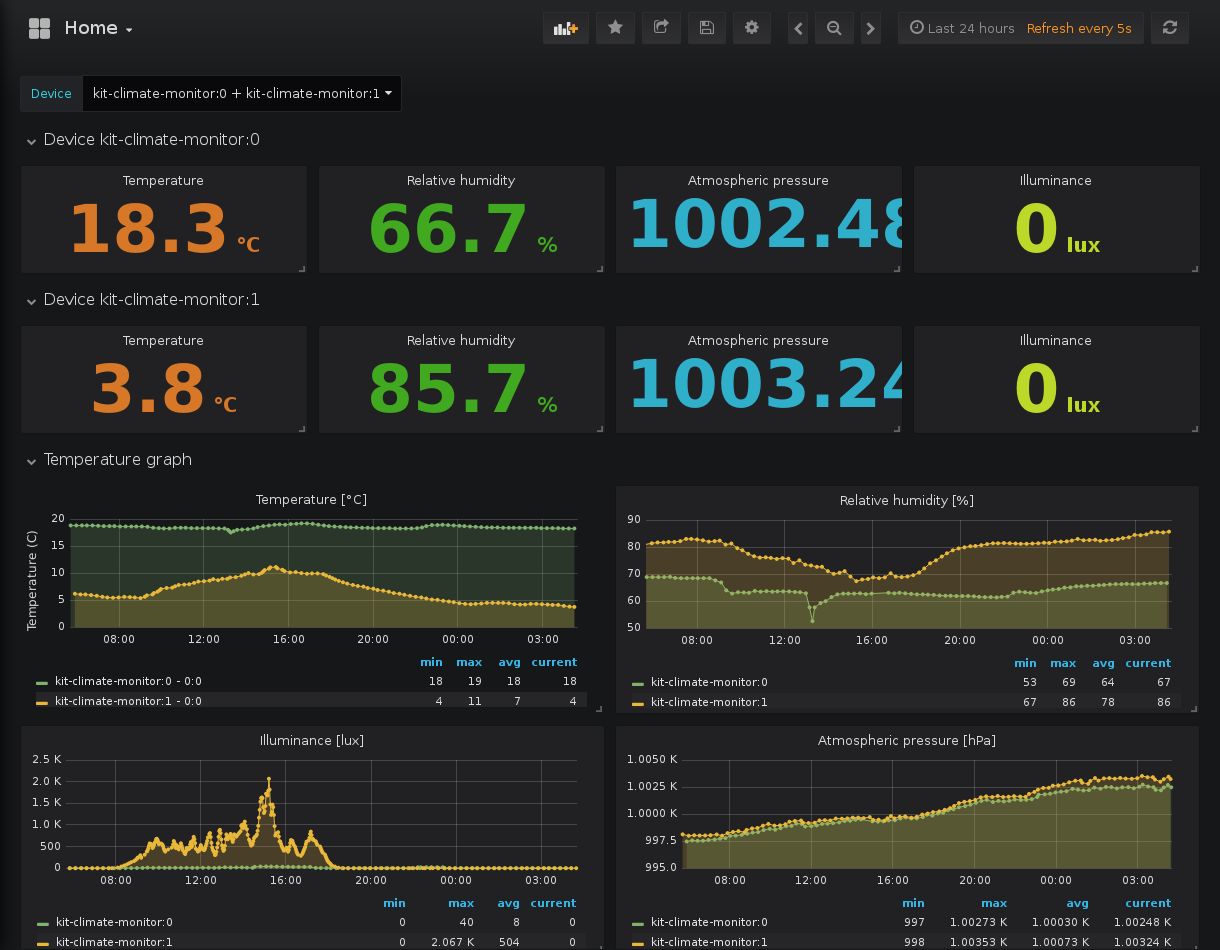 Home
Last 24 hours Refresh every 5s
Device kit-climate-monitor:0 + kit-climate-monitor:1
Device kit-climate-monitor:0
Temperature Relative humidity Atmospheric pressure Illuminance
18.3 °C 66.7 % 1002.48 0 lux
Device kit-climate-monitor:1
Temperature Relative humidity Atmospheric pressure Illuminance
3.8 °C 85.7 % 1003.24 0 lux
Temperature graph
Temperature [°C]
Temperature (C)
20
15
10
5
0
08:00 12:00 16:00 20:00 00:00 03:00
min max avg current
kit-climate-monitor:0 - 0:0 18 19 18 18
kit-climate-monitor:1 - 0:0 4 11 7 4
Relative humidity [%]
90
80
70
60
50
08:00 12:00 16:00 20:00 00:00 03:00
min max avg current
kit-climate-monitor:0 53 69 64 67
kit-climate-monitor:1 67 86 78 86
Illuminance [lux]
2.5 K
2.0 K
1.5 K
1.0 K
500
0
08:00 12:00 16:00 20:00 00:00 03:00
min max avg current
kit-climate-monitor:0 0 40 8 0
kit-climate-monitor:1 0 2.067 K 504 0
Atmospheric pressure [hPa]
1.0050 K
1.0025 K
1.0000 K
997.5
995.0
08:00 12:00 16:00 20:00 00:00 03:00
min max avg current
kit-climate-monitor:0 997 1.00273 K 1.00030 K 1.00248 K
kit-climate-monitor:1 998 1.00353 K 1.00073 K 1.00324 K